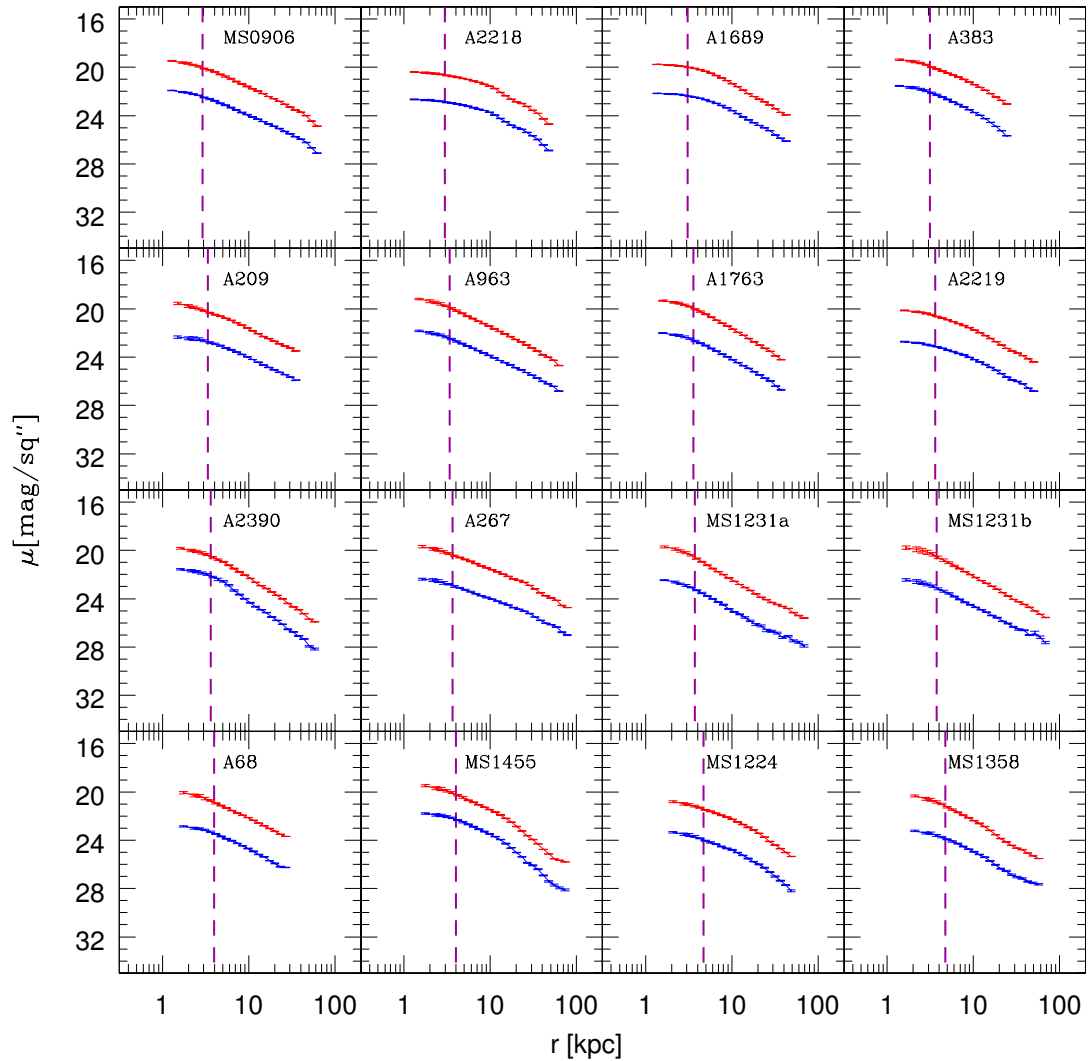 16
MS0906 A2218 A1689 A383
20
24
28
32
16
A209 A963 A1763 A2219
20
24
28
32
μ[mag/sq'']
16
A2390 A267 MS1231a MS1231b
20
24
28
32
16
A68 MS1455 MS1224 MS1358
20
24
28
32
1 10 100 1 10 100 1 10 100 1 10 100
r [kpc]